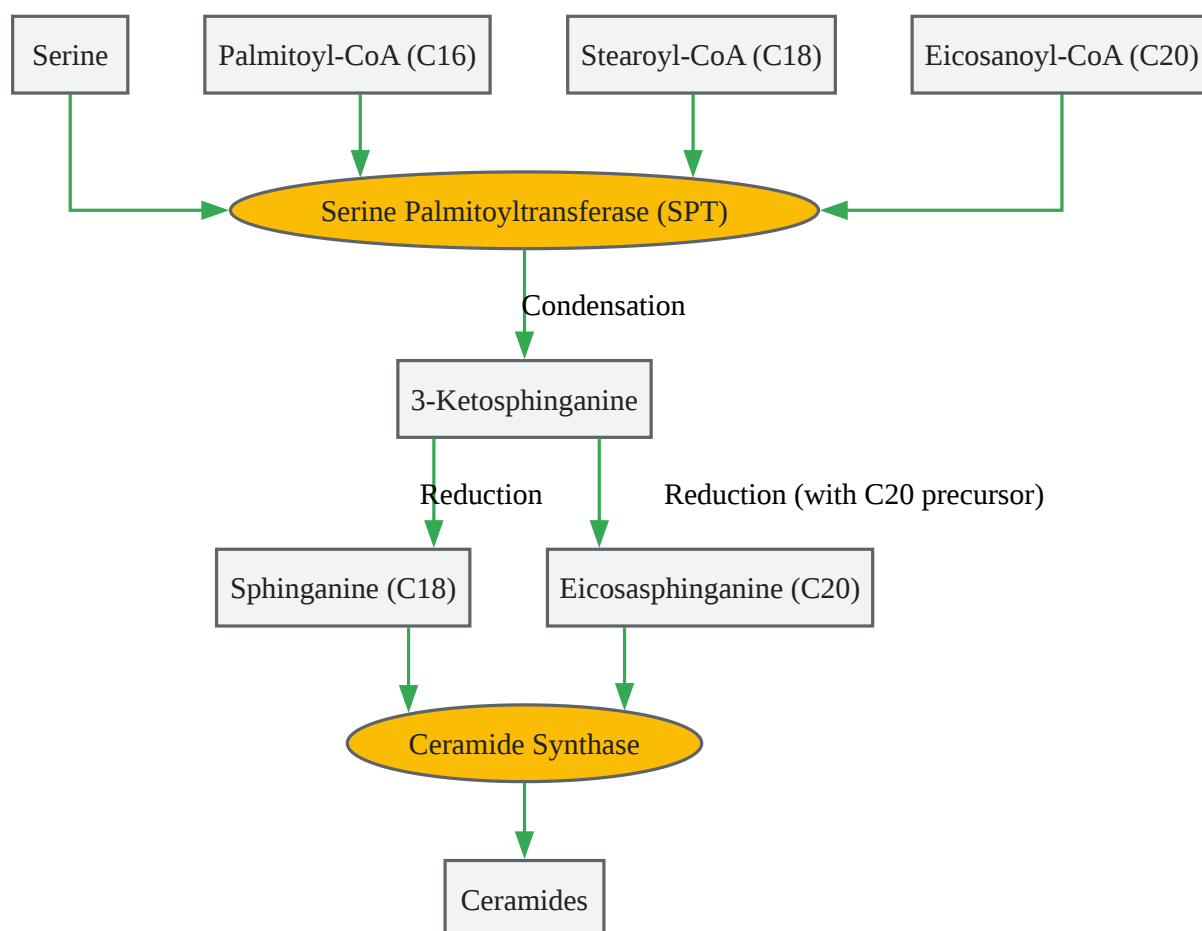 Serine
Palmitoyl-CoA (C16)
Stearoyl-CoA (C18)
Eicosanoyl-CoA (C20)
Serine Palmitoyltransferase (SPT)
Condensation
3-Ketosphinganine
Reduction
Reduction (with C20 precursor)
Sphinganine (C18)
Eicosasphinganine (C20)
Ceramide Synthase
Ceramides